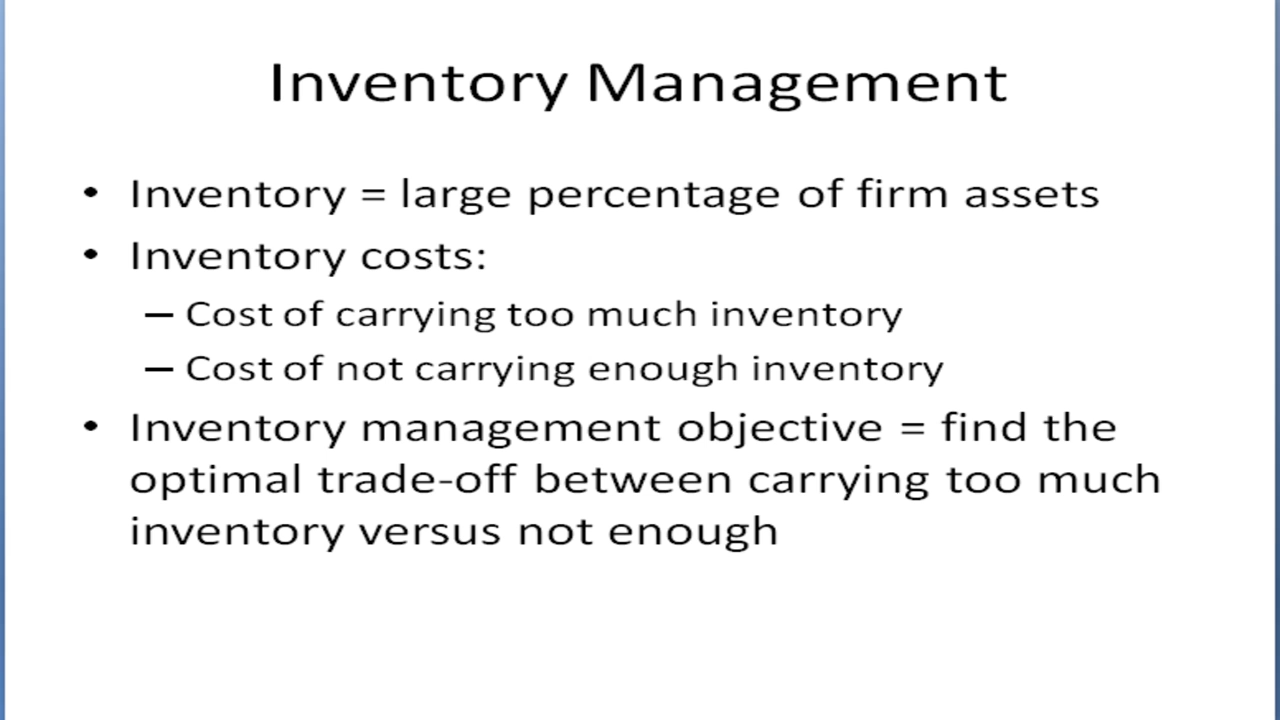 Inventory Management
• Inventory = large percentage of firm assets
• Inventory costs:
– Cost of carrying too much inventory
– Cost of not carrying enough inventory
• Inventory management objective = find the
optimal trade-off between carrying too much
inventory versus not enough